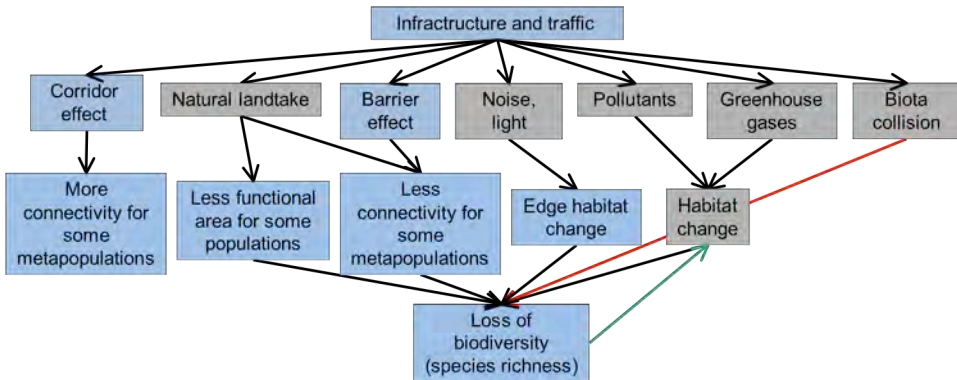 Infractructure and traffic
Corridor
effect
Natural landtake
Barrier
effect
Noise,
light
Pollutants
Greenhouse
gases
Biota
collision
More
connectivity for
some
metapopulations
Less functional
area for some
populations
Less
connectivity for
some
metapopulations
Edge habitat
change
Habitat
change
Loss of
biodiversity
(species richness)